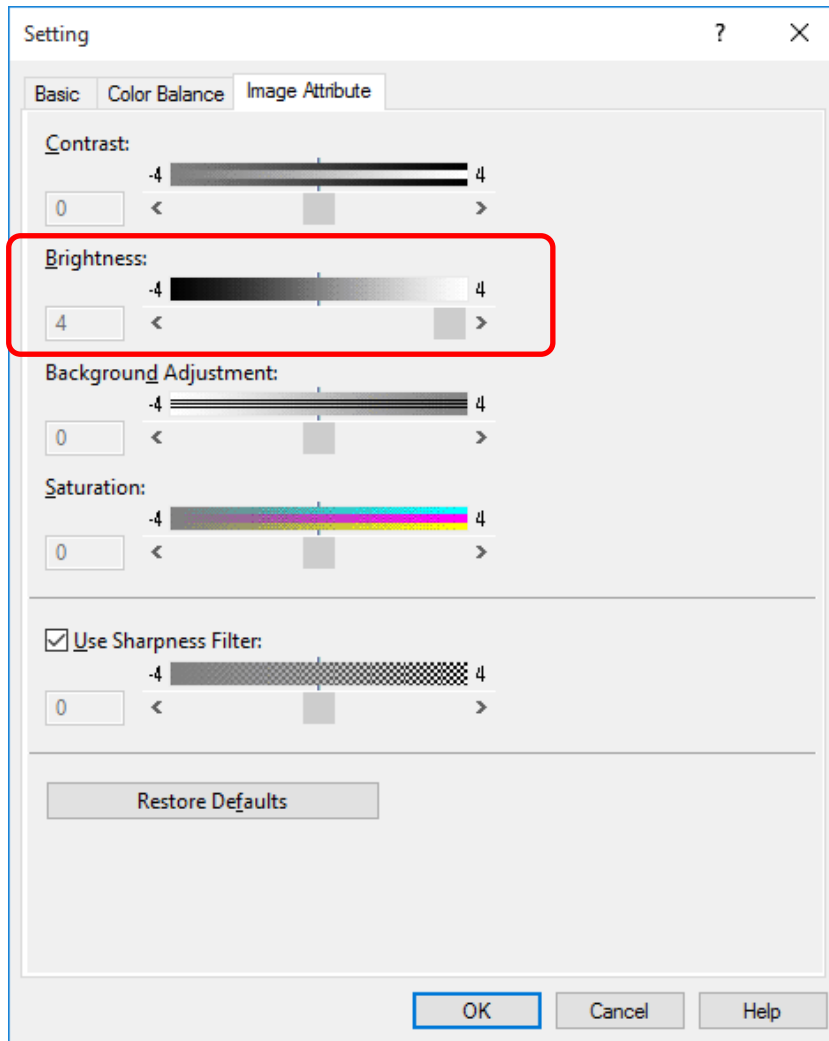 Setting ? ×
Basic Color Balance Image Attribute
Contrast:
-4 4
0 < >
Brightness:
-4 4
4 < >
Background Adjustment:
-4 4
0 < >
Saturation:
-4 4
0 < >
Use Sharpness Filter:
-4 4
0 < >
Restore Defaults
OK Cancel Help